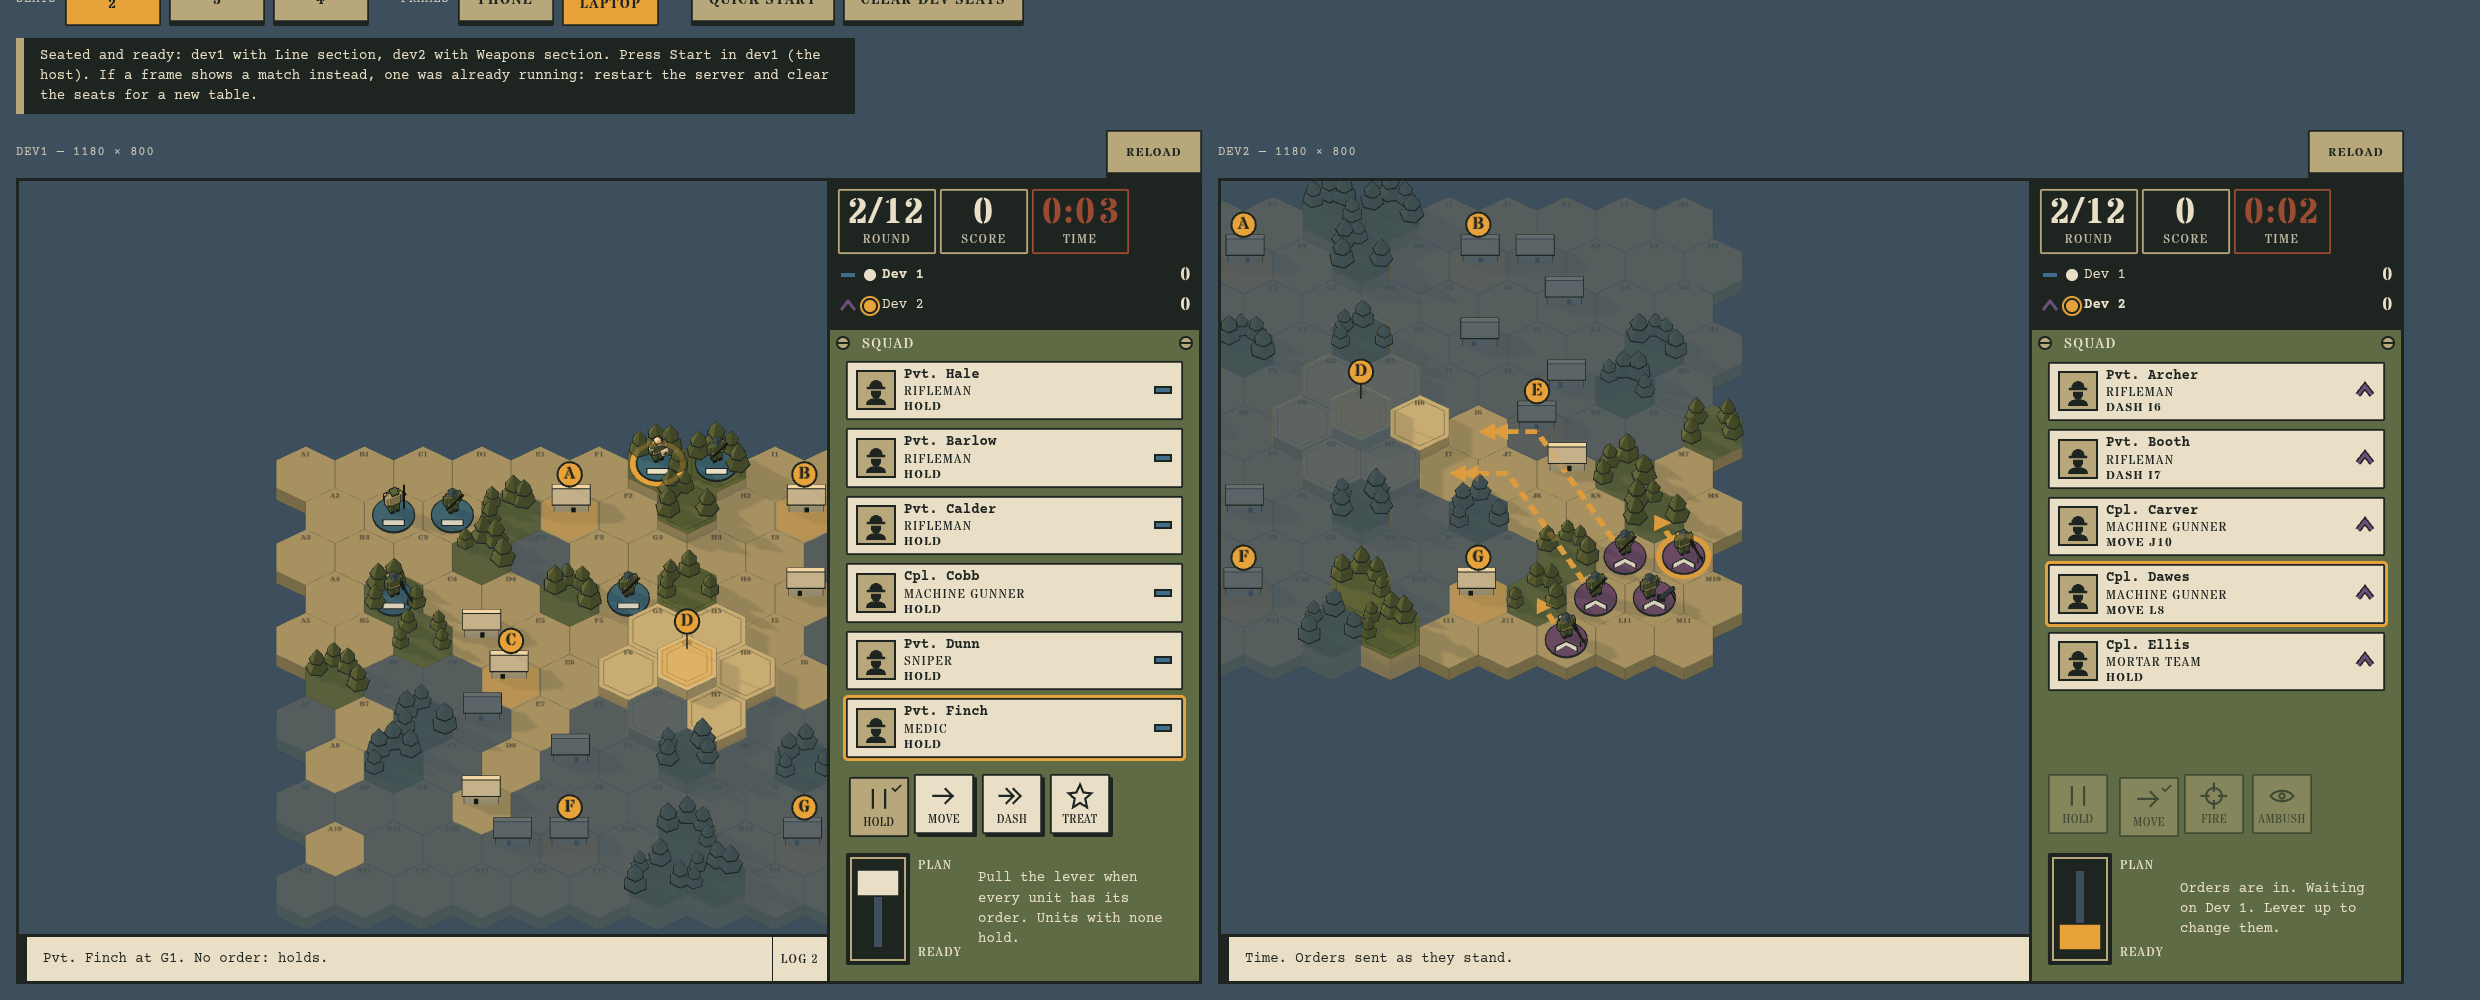 2
LAPTOP
QUICK START
CLEAR DEV SEATS
Seated and ready: dev1 with Line section, dev2 with Weapons section. Press Start in dev1 (the
host). If a frame shows a match instead, one was already running: restart the server and clear
the seats for a new table.
DEV1 — 1180 × 800
RELOAD
2/12
ROUND
0
SCORE
0:03
TIME
Dev 1
0
Dev 2
0
SQUAD
Pvt. Hale
RIFLEMAN
HOLD
Pvt. Barlow
RIFLEMAN
HOLD
Pvt. Calder
RIFLEMAN
HOLD
Cpl. Cobb
MACHINE GUNNER
HOLD
Pvt. Dunn
SNIPER
HOLD
Pvt. Finch
MEDIC
HOLD
HOLD
MOVE
DASH
TREAT
PLAN
READY
Pull the lever when
every unit has its
order. Units with none
hold.
A
B
C
D
F
G
Pvt. Finch at G1. No order: holds.
LOG 2
DEV2 — 1180 × 800
RELOAD
2/12
ROUND
0
SCORE
0:02
TIME
Dev 1
0
Dev 2
0
SQUAD
Pvt. Archer
RIFLEMAN
DASH I6
Pvt. Booth
RIFLEMAN
DASH I7
Cpl. Carver
MACHINE GUNNER
MOVE J10
Cpl. Dawes
MACHINE GUNNER
MOVE L8
Cpl. Ellis
MORTAR TEAM
HOLD
HOLD
MOVE
FIRE
AMBUSH
PLAN
READY
Orders are in. Waiting
on Dev 1. Lever up to
change them.
A
B
D
E
F
G
Time. Orders sent as they stand.